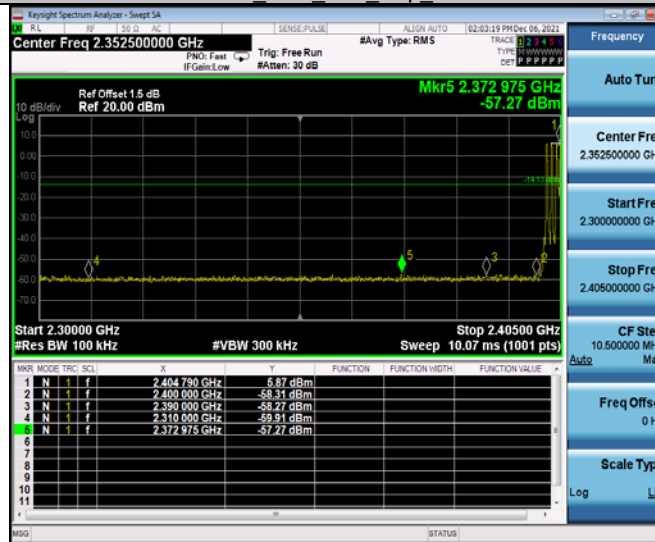 Keysight Spectrum Analyzer - Swept SA
RL RF 50 Ω AC SENSE:PULSE ALIGN AUTO 02:03:19 PM Dec 06, 2021
Center Freq 2.352500000 GHz
PNO: Fast
IFGain:Low
Trig: Free Run
#Atten: 30 dB
#Avg Type: RMS
TRACE 1 2 3 4 5 6
TYPE M W W W W W
DET P P P P P P
Frequency
Ref Offset 1.5 dB
10 dB/div Ref 20.00 dBm
Log
Mkr5 2.372 975 GHz
-57.27 dBm
10.0
0.00
-10.0
-20.0
-30.0
-40.0
-50.0
-60.0
-70.0
1
2
3
4
5
Start 2.30000 GHz Stop 2.40500 GHz
#Res BW 100 kHz #VBW 300 kHz Sweep 10.07 ms (1001 pts)
MKR MODE TRC SCL X Y FUNCTION FUNCTION WIDTH FUNCTION VALUE
1 N 1 f 2.404 790 GHz 5.87 dBm
2 N 1 f 2.400 000 GHz -58.31 dBm
3 N 1 f 2.390 000 GHz -58.27 dBm
4 N 1 f 2.310 000 GHz -59.91 dBm
5 N 1 f 2.372 975 GHz -57.27 dBm
6
7
8
9
10
11
MSG STATUS
Auto Tun
Center Fre
2.352500000 GH
Start Fre
2.300000000 GH
Stop Fre
2.405000000 GH
CF Ste
10.500000 MH
Auto Ma
Freq Offs
0 H
Scale Typ
Log Li